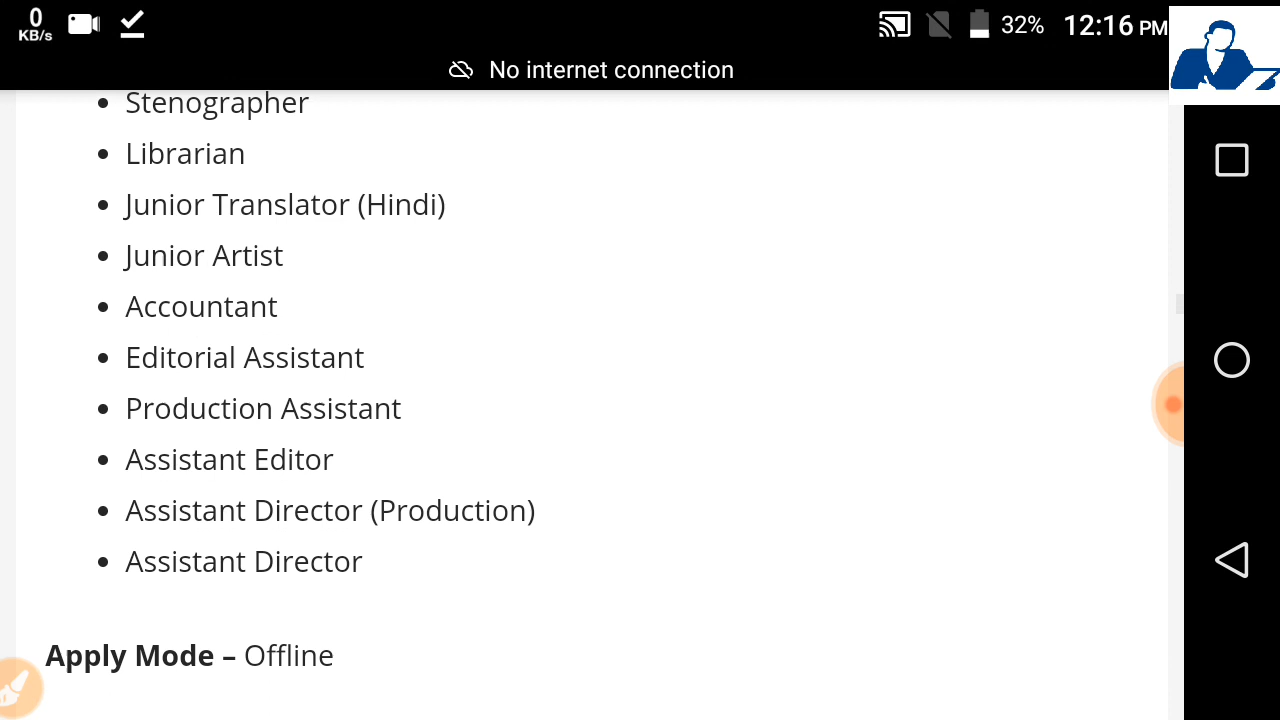 0
KB/s
32%
12:16 PM
No internet connection
Stenographer
Librarian
Junior Translator (Hindi)
Junior Artist
Accountant
Editorial Assistant
Production Assistant
Assistant Editor
Assistant Director (Production)
Assistant Director
Apply Mode – Offline